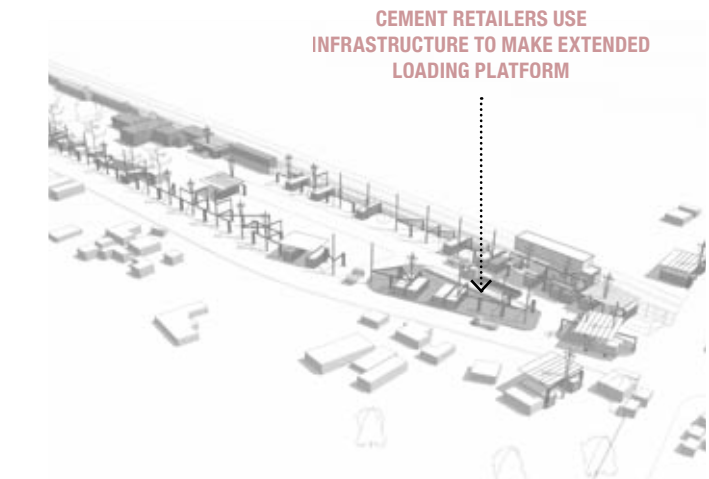 CEMENT RETAILERS USE
INFRASTRUCTURE TO MAKE EXTENDED
LOADING PLATFORM